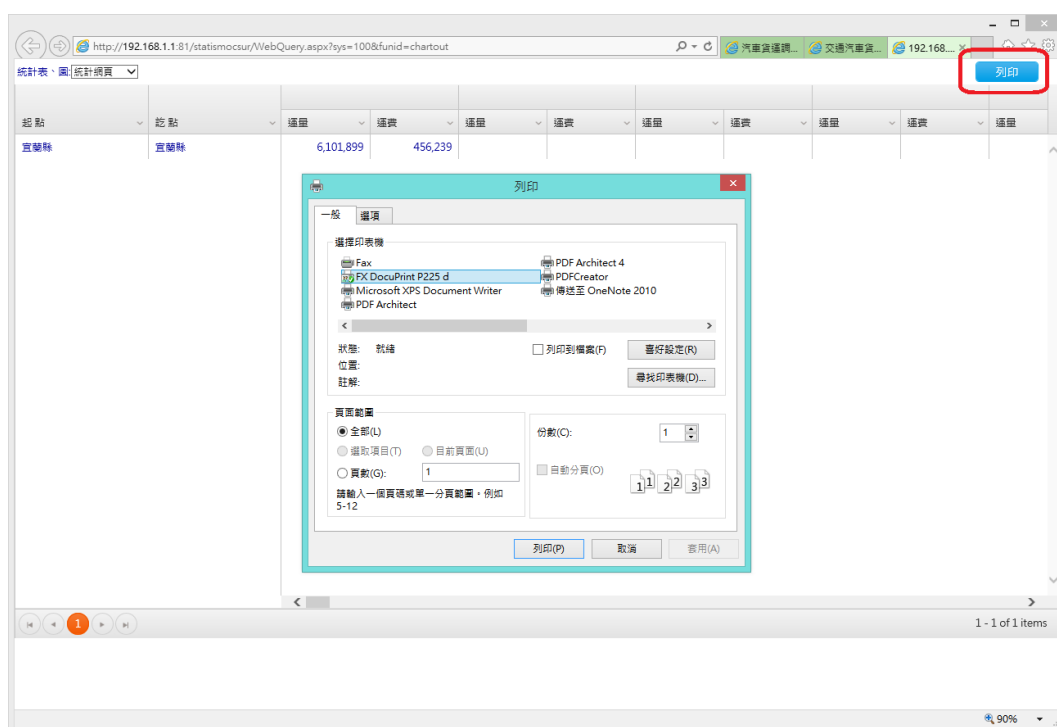 http://192.168.1.1:81/statismocsur/WebQuery.aspx?sys=100&funid=chartout
汽車貨運調...
交通汽車貨...
192.168....
統計表、圖:
統計網頁
列印
起點
訖點
運量
運費
運量
運費
運量
運費
運量
運費
運量
宜蘭縣
宜蘭縣
6,101,899
456,239
列印
一般
選項
選擇印表機
Fax
PDF Architect 4
FX DocuPrint P225 d
PDFCreator
Microsoft XPS Document Writer
傳送至 OneNote 2010
PDF Architect
狀態:
就緒
列印到檔案(F)
喜好設定(R)
位置:
註解:
尋找印表機(D)...
頁面範圍
全部(L)
份數(C):
1
選取項目(T)
目前頁面(U)
自動分頁(O)
頁數(G):
1
11 22 33
請輸入一個頁碼或單一分頁範圍。例如
5-12
列印(P)
取消
套用(A)
1
1 - 1 of 1 items
90%